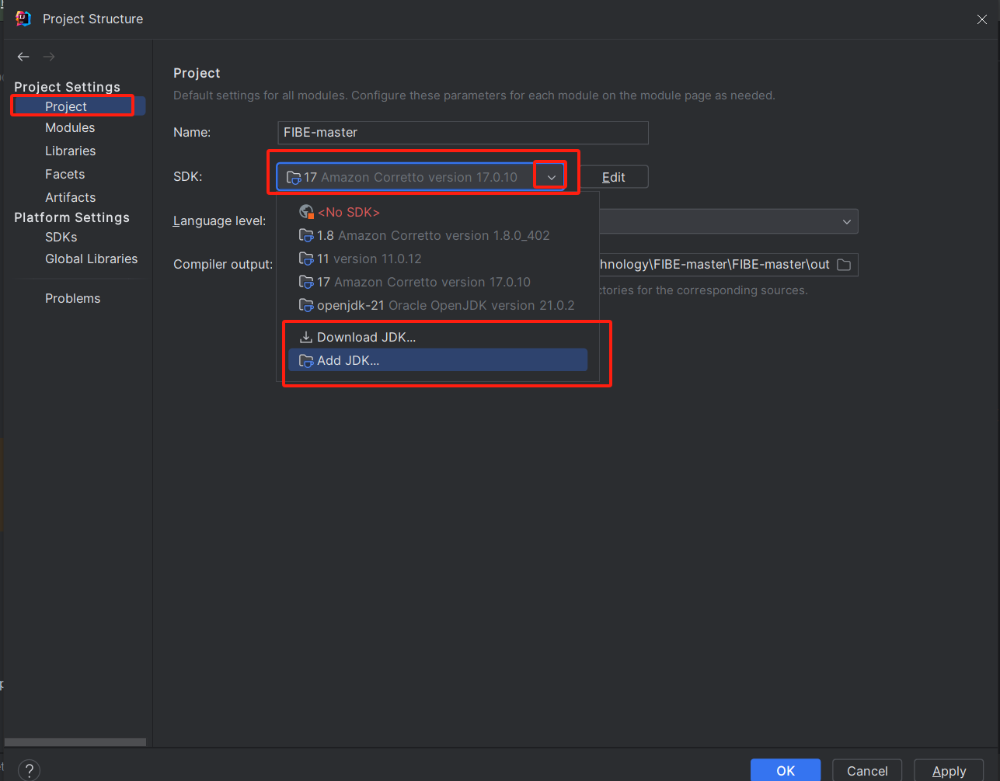 Project Structure
Project Settings
Project
Modules
Libraries
Facets
Artifacts
Platform Settings
SDKs
Global Libraries
Problems
Project
Default settings for all modules. Configure these parameters for each module on the module page as needed.
Name: FIBE-master
SDK: 17 Amazon Corretto version 17.0.10 Edit
<No SDK>
Language level:
1.8 Amazon Corretto version 1.8.0_402
11 version 11.0.12
Compiler output: hnology\FIBE-master\FIBE-master\out
17 Amazon Corretto version 17.0.10
ctories for the corresponding sources.
openjdk-21 Oracle OpenJDK version 21.0.2
Download JDK...
Add JDK...
?
OK Cancel Apply